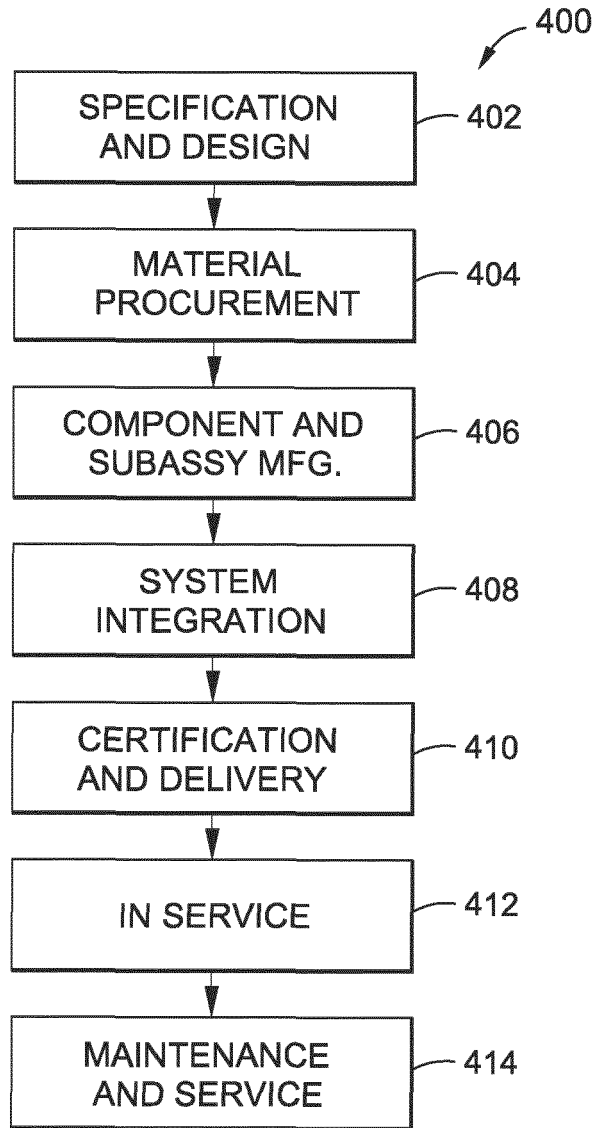 400
SPECIFICATION
AND DESIGN
402
MATERIAL
PROCUREMENT
404
COMPONENT AND
SUBASSY MFG.
406
SYSTEM
INTEGRATION
408
CERTIFICATION
AND DELIVERY
410
IN SERVICE
412
MAINTENANCE
AND SERVICE
414